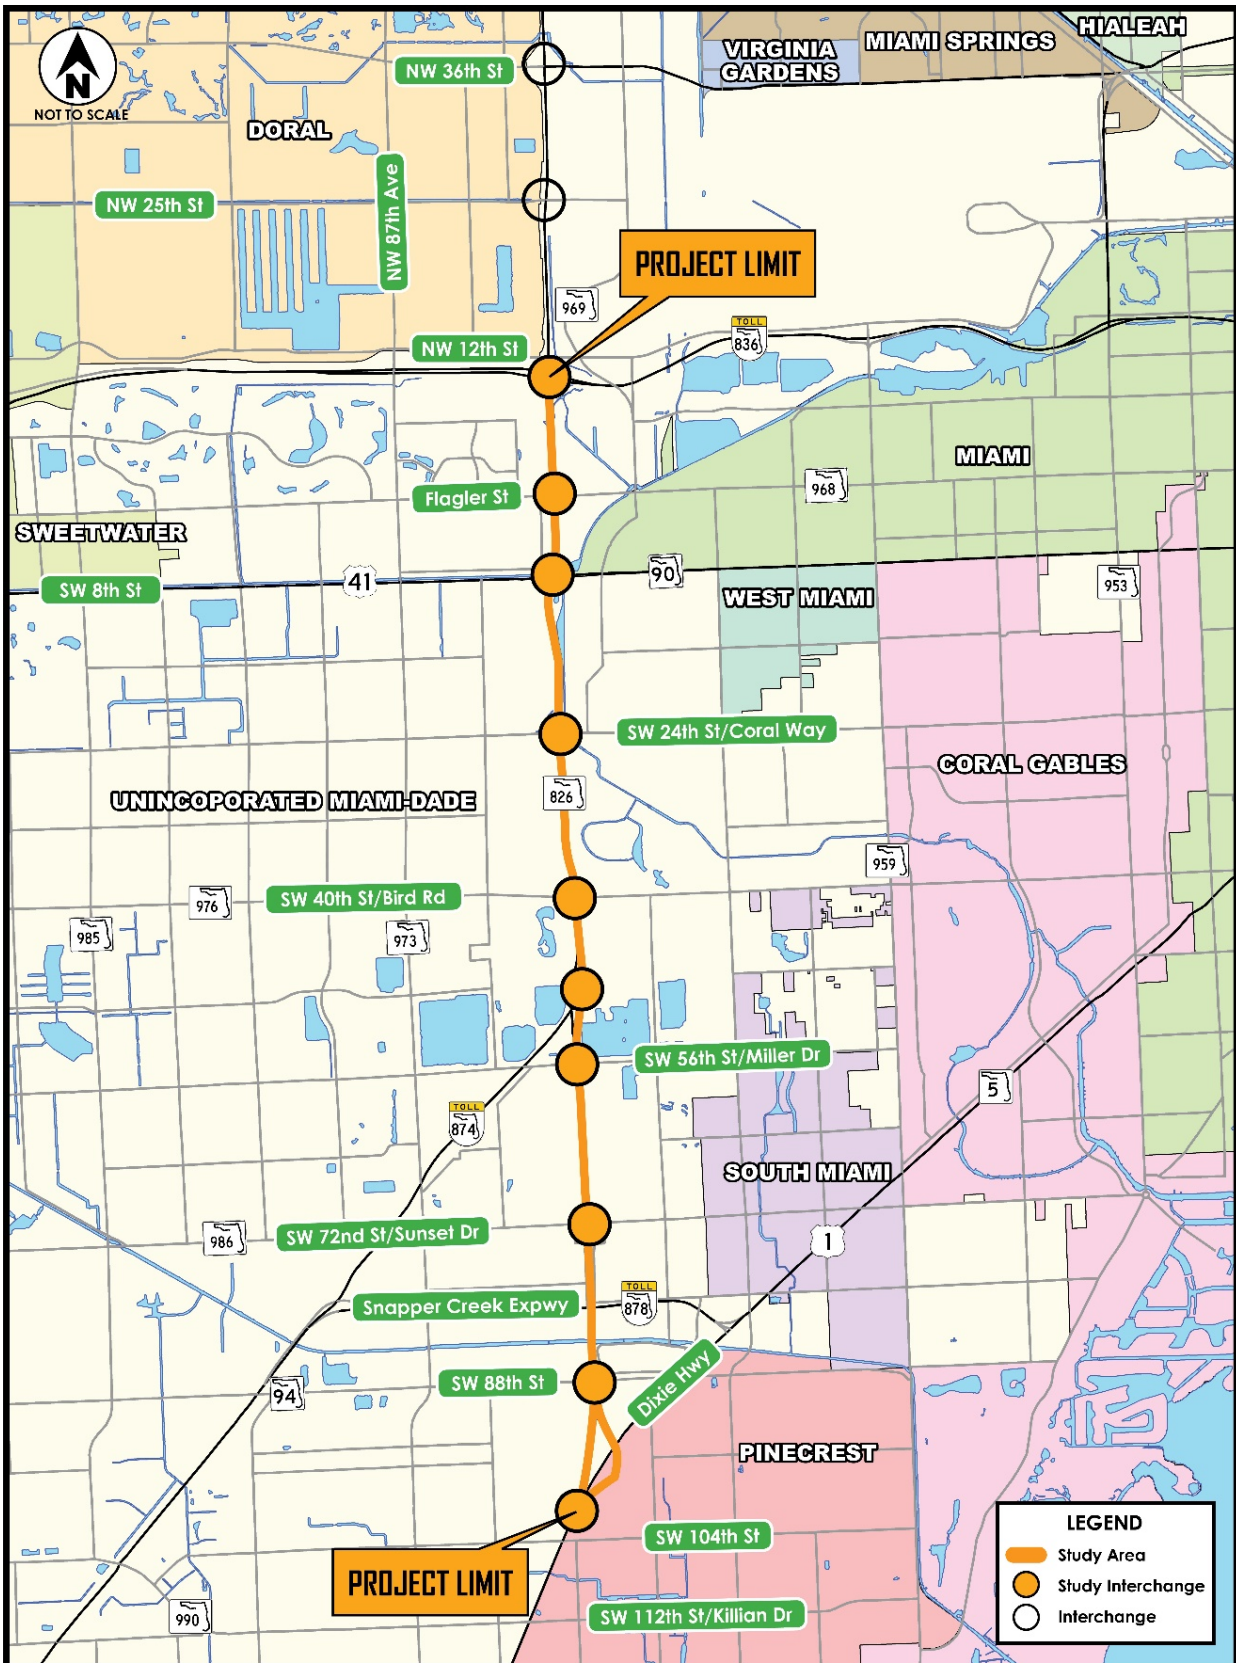 N
NOT TO SCALE
HIALEAH
VIRGINIA
GARDENS
MIAMI SPRINGS
NW 36th St
DORAL
NW 87th Ave
NW 25th St
PROJECT LIMIT
969
TOLL
836
NW 12th St
MIAMI
968
Flagler St
SWEETWATER
SW 8th St
41
90
WEST MIAMI
953
SW 24th St/Coral Way
CORAL GABLES
826
UNINCOPORATED MIAMI-DADE
959
SW 40th St/Bird Rd
976
985
973
SW 56th St/Miller Dr
5
TOLL
874
SOUTH MIAMI
SW 72nd St/Sunset Dr
986
1
TOLL
878
Snapper Creek Expwy
SW 88th St
94
Dixie Hwy
PINECREST
SW 104th St
PROJECT LIMIT
SW 112th St/Killian Dr
990
LEGEND
Study Area
Study Interchange
Interchange